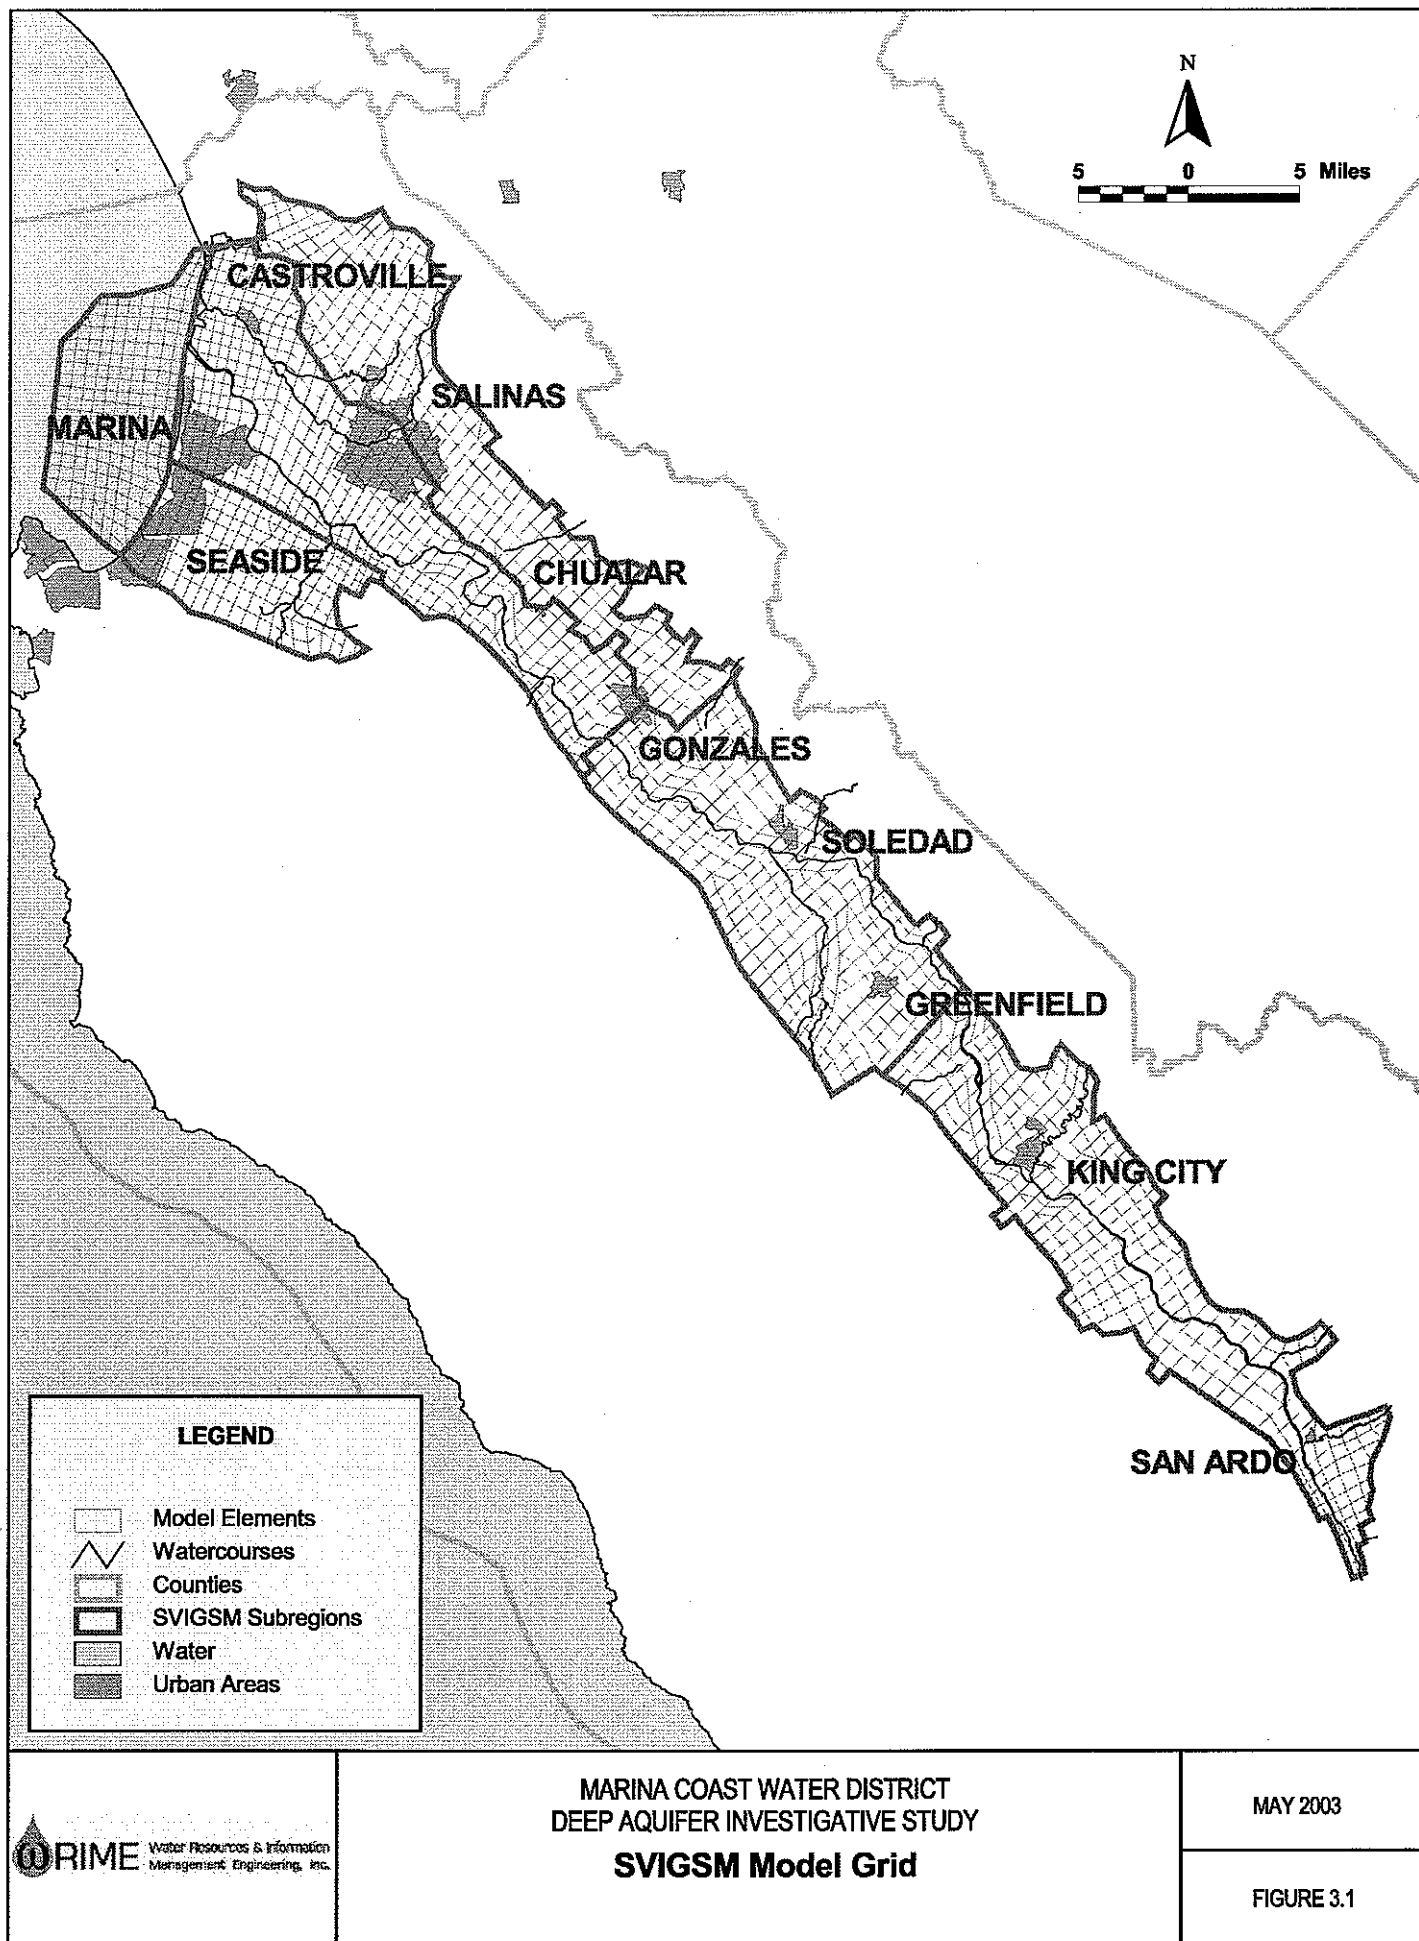 N
5 0 5 Miles
CASTROVILLE
SALINAS
MARINA
SEASIDE
CHUALAR
GONZALES
SOLEDAD
GREENFIELD
KING CITY
SAN ARDO
LEGEND
Model Elements
Watercourses
Counties
SVIGSM Subregions
Water
Urban Areas
WRIME
Water Resources & Information
Management Engineering, Inc.
MARINA COAST WATER DISTRICT
DEEP AQUIFER INVESTIGATIVE STUDY
SVIGSM Model Grid
MAY 2003
FIGURE 3.1